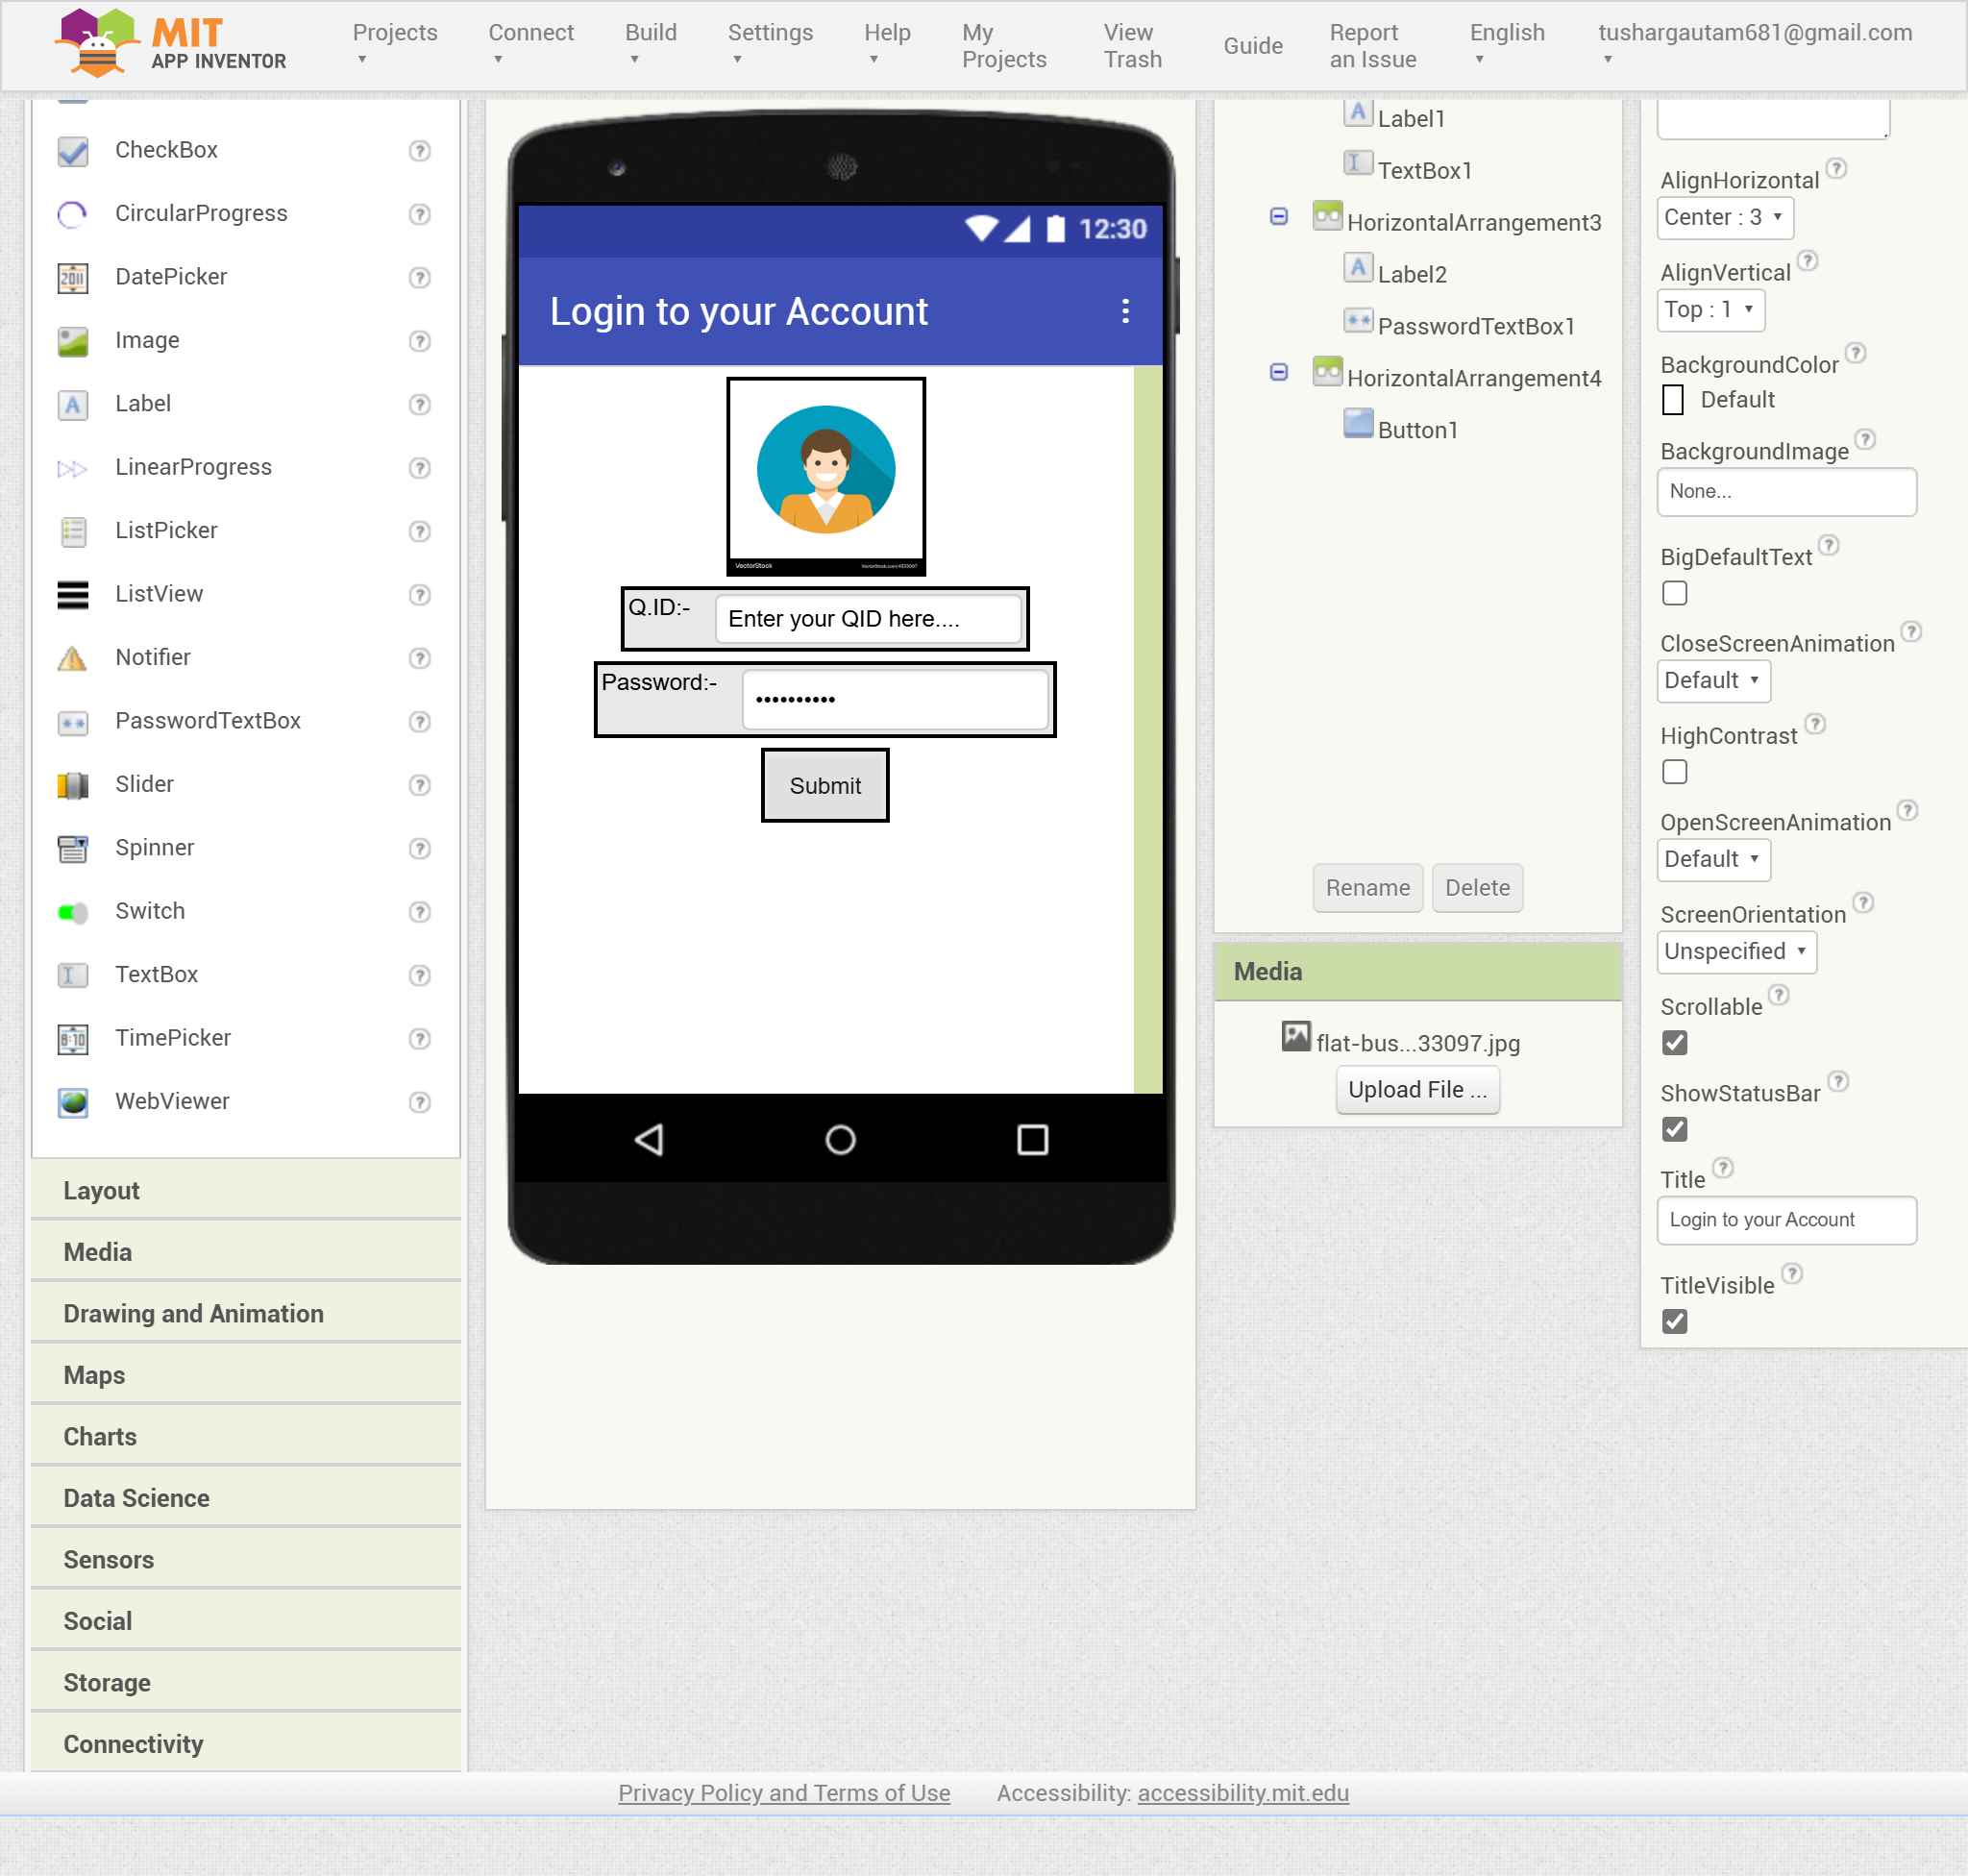 MIT
APP INVENTOR
Projects
Connect
Build
Settings
Help
My
Projects
View
Trash
Guide
Report
an Issue
English
tushargautam681@gmail.com
CheckBox
CircularProgress
DatePicker
Image
Label
LinearProgress
ListPicker
ListView
Notifier
PasswordTextBox
Slider
Spinner
Switch
TextBox
TimePicker
WebViewer
Layout
Media
Drawing and Animation
Maps
Charts
Data Science
Sensors
Social
Storage
Connectivity
12:30
Login to your Account
VectorStock
VectorStock.com/4333097
Q.ID:-
Enter your QID here....
Password:-
Submit
Label1
TextBox1
HorizontalArrangement3
Label2
PasswordTextBox1
HorizontalArrangement4
Button1
Rename
Delete
Media
flat-bus...33097.jpg
Upload File ...
AlignHorizontal
Center : 3
AlignVertical
Top : 1
BackgroundColor
Default
BackgroundImage
None...
BigDefaultText
CloseScreenAnimation
Default
HighContrast
OpenScreenAnimation
Default
ScreenOrientation
Unspecified
Scrollable
ShowStatusBar
Title
Login to your Account
TitleVisible
Privacy Policy and Terms of Use
Accessibility: accessibility.mit.edu